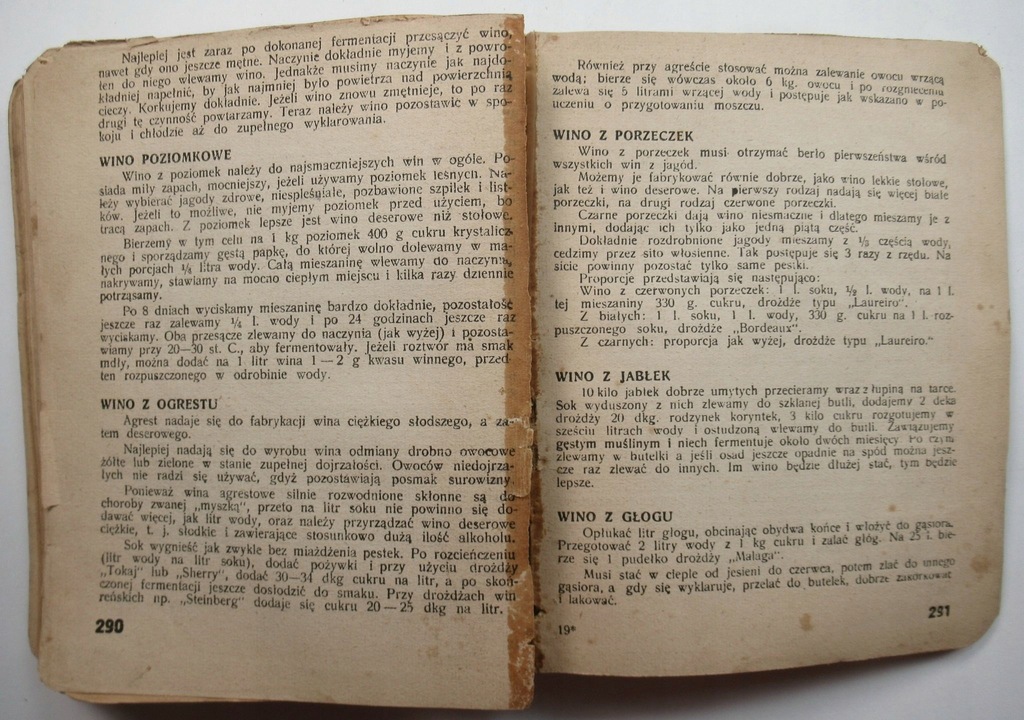 Najlepiej jest zaraz po dokonanej fermentacji przesączyć wino,
nawet gdy ono jeszcze mętne. Naczynie dokładnie myjemy i z powro-
ten do niego wlewamy wino. Jednakże musimy naczynie jak najdo-
kładniej napełnić, by jak najmniej było powietrza nad powierzchnią
cieczy. Korkujemy dokładnie. Jeżeli wino znowu zmętnieje, to po raz
drugi tę czynność powtarzamy. Teraz należy wino pozostawić w spo-
koju i chłodzie aż do zupełnego wyklarowania.
WINO POZIOMKOWE
Wino z poziomek należy do najsmaczniejszych win w ogóle. Po-
siada miły zapach, mocniejszy, jeżeli używamy poziomek leśnych. Na-
leży wybierać jagody zdrowe, niespleśniałe, pozbawione szpilek i list-
ków. Jeżeli to możliwe, nie myjemy poziomek przed użyciem, bo
tracą zapach. Z poziomek lepsze jest wino deserowe niż stołowe.
Bierzemy w tym celu na 1 kg poziomek 400 g cukru krystalicz-
nego i sporządzamy gęstą papkę, do której wolno dolewamy w ma-
łych porcjach ¼ litra wody. Całą mieszaninę wlewamy do naczynia,
nakrywamy, stawiamy na mocno ciepłym miejscu i kilka razy dziennie
potrząsamy.
Po 8 dniach wyciskamy mieszaninę bardzo dokładnie, pozostałość
jeszcze raz zalewamy ¼ l. wody i po 24 godzinach jeszcze raz
wyciskamy. Oba przesącze zlewamy do naczynia (jak wyżej) i pozosta-
wiamy przy 20—30 st. C., aby fermentowały. Jeżeli roztwór ma smak
mdły, można dodać na 1 litr wina 1—2 g kwasu winnego, przed-
ten rozpuszczonego w odrobinie wody.
WINO Z OGRESTU
Agrest nadaje się do fabrykacji wina ciężkiego słodszego, a za-
tem deserowego.
Najlepiej nadają się do wyrobu wina odmiany drobno owocowe
żółte lub zielone w stanie zupełnej dojrzałości. Owoców niedojrza-
łych nie radzi się używać, gdyż pozostawiają posmak surowizny.
Ponieważ wina agrestowe silnie rozwodnione skłonne są do
choroby zwanej „myszką", przeto na litr soku nie powinno się do-
dawać więcej, jak litr wody, oraz należy przyrządzać wino deserowe
ciężkie, t. j. słodkie i zawierające stosunkowo dużą ilość alkoholu.
Sok wygnieść jak zwykle bez miażdżenia pestek. Po rozcieńczeniu
(litr wody na litr soku), dodać pożywki i przy użyciu drożdży
„Tokaj" lub „Sherry", dodać 30—34 dkg cukru na litr, a po skoń-
czonej fermentacji jeszcze dosłodzić do smaku. Przy drożdżach win
reńskich np. „Steinberg" dodaje się cukru 20—25 dkg na litr.
290
Również przy agreście stosować można zalewanie owocu wrzącą
wodą; bierze się wówczas około 6 kg. owocu i po rozgnieceniu
zalewa się 5 litrami wrzącej wody i postępuje jak wskazano w po-
uczeniu o przygotowaniu moszczu.
WINO Z PORZECZEK
Wino z porzeczek musi otrzymać berło pierwszeństwa wśród
wszystkich win z jagód.
Możemy je fabrykować równie dobrze, jako wino lekkie stołowe,
jak też i wino deserowe. Na pierwszy rodzaj nadają się więcej białe
porzeczki, na drugi rodzaj czerwone porzeczki.
Czarne porzeczki dają wino niesmaczne i dlatego mieszamy je z
innymi, dodając ich tylko jako jedną piątą część.
Dokładnie rozdrobnione jagody mieszamy z ⅓ częścią wody,
cedzimy przez sito włosienne. Tak postępuje się 3 razy z rzędu. Na
sicie powinny pozostać tylko same pestki.
Proporcje przedstawiają się następująco:
Wino z czerwonych porzeczek: 1 l. soku, ½ l. wody, na 1 l.
tej mieszaniny 330 g. cukru, drożdże typu „Laureiro".
Z białych: 1 l. soku, 1 l. wody, 330 g. cukru na 1 l. roz-
puszczonego soku, drożdże „Bordeaux".
Z czarnych: proporcja jak wyżej, drożdże typu „Laureiro."
WINO Z JABŁEK
10 kilo jabłek dobrze umytych przecieramy wraz z łupiną na tarce.
Sok wyduszony z nich zlewamy do szklanej butli, dodajemy 2 deka
drożdży 20 dkg. rodzynek koryntek, 3 kilo cukru rozgotujemy w
sześciu litrach wody i ostudzoną wlewamy do butli. Zawiązujemy
gęstym muślinym i niech fermentuje około dwóch miesięcy. Po czym
zlewamy w butelki a jeśli osad jeszcze opadnie na spód można jesz-
cze raz zlewać do innych. Im wino będzie dłużej stać, tym będzie
lepsze.
WINO Z GŁOGU
Opłukać litr głogu, obcinając obydwa końce i włożyć do gąsiora.
Przegotować 2 litry wody z 1 kg cukru i zalać głóg. Na 25 l. bie-
rze się 1 pudełko drożdży „Malaga".
Musi stać w cieple od jesieni do czerwca, potem zlać do innego
gąsiora, a gdy się wyklaruje, przelać do butelek, dobrze zakorkować
i lakować.
19*
291